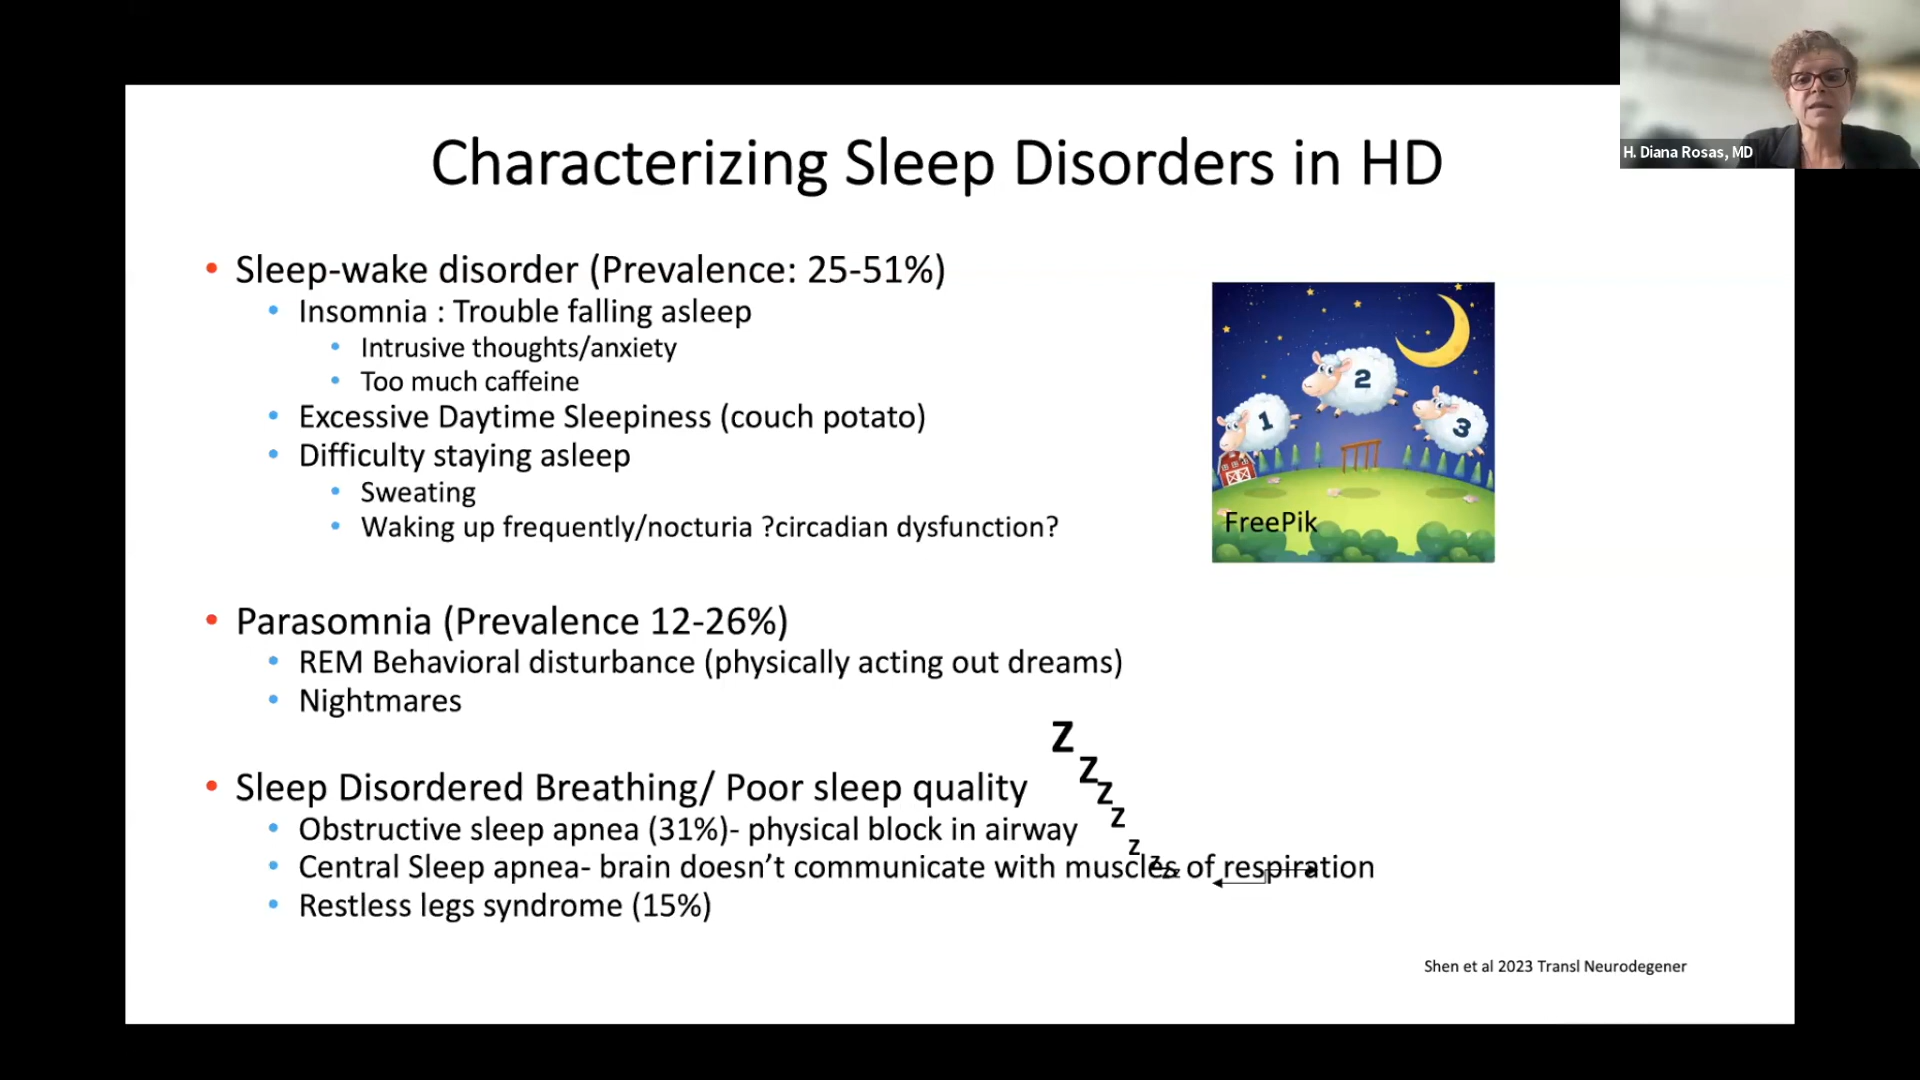 H. Diana Rosas, MD
Characterizing Sleep Disorders in HD
• Sleep-wake disorder (Prevalence: 25-51%)
• Insomnia : Trouble falling asleep
• Intrusive thoughts/anxiety
• Too much caffeine
• Excessive Daytime Sleepiness (couch potato)
• Difficulty staying asleep
• Sweating
• Waking up frequently/nocturia ?circadian dysfunction?
1
2
3
FreePik
• Parasomnia (Prevalence 12-26%)
• REM Behavioral disturbance (physically acting out dreams)
• Nightmares
Z
Z
Z
Z
Z
Z
Z
Z
• Sleep Disordered Breathing/ Poor sleep quality
• Obstructive sleep apnea (31%)- physical block in airway
• Central Sleep apnea- brain doesn’t communicate with muscles of respiration
• Restless legs syndrome (15%)
Shen et al 2023 Transl Neurodegener